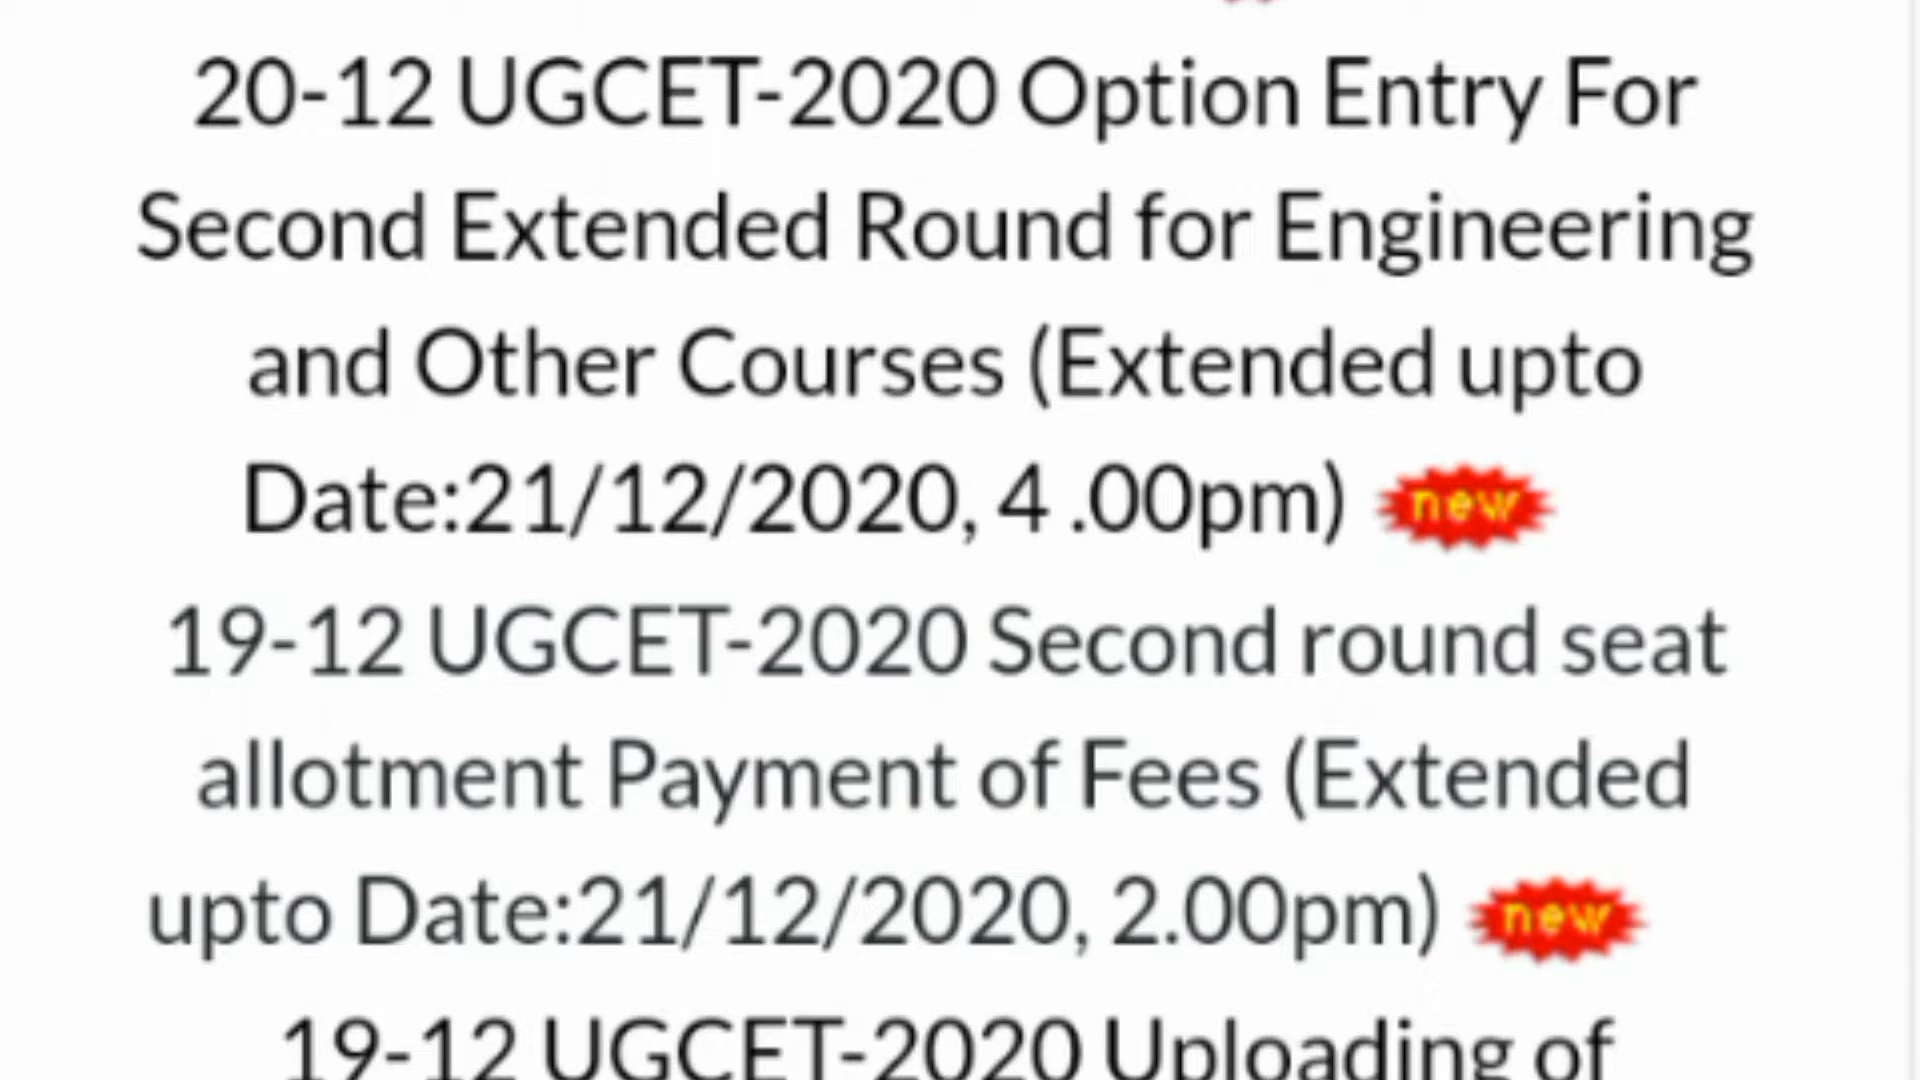 20-12 UGCET-2020 Option Entry For
Second Extended Round for Engineering
and Other Courses (Extended upto
Date:21/12/2020, 4 .00pm) new
19-12 UGCET-2020 Second round seat
allotment Payment of Fees (Extended
upto Date:21/12/2020, 2.00pm) new
19-12 UGCET-2020 Uploading of